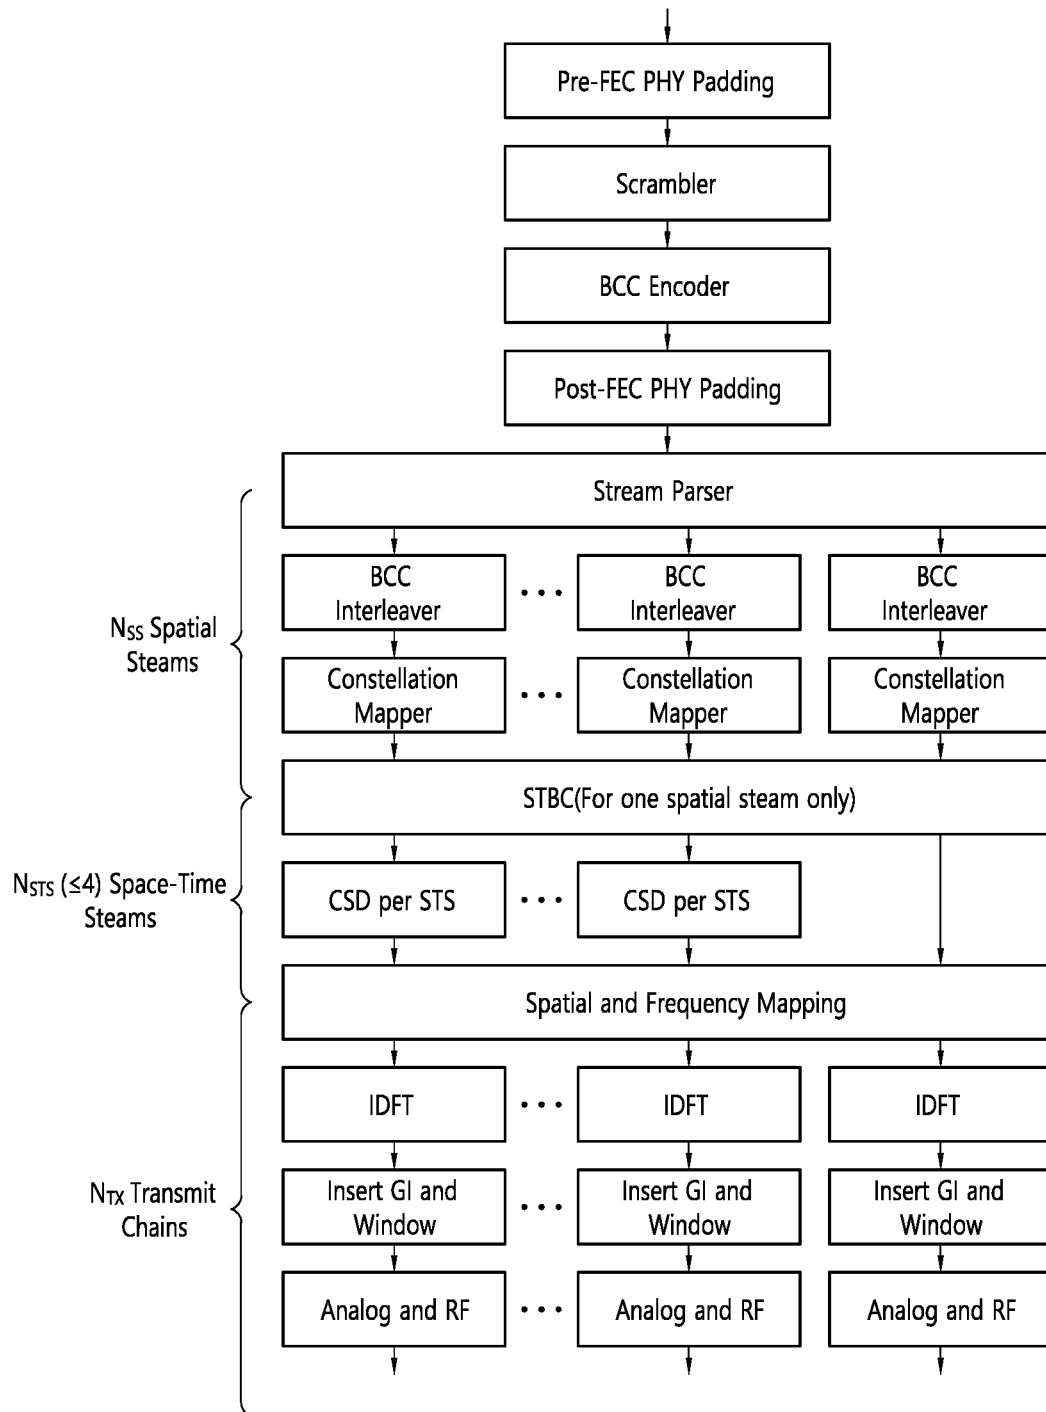 Pre-FEC PHY Padding
Scrambler
BCC Encoder
Post-FEC PHY Padding
Stream Parser
BCC
Interleaver
BCC
Interleaver
BCC
Interleaver
NSS Spatial
Steams
Constellation
Mapper
Constellation
Mapper
Constellation
Mapper
STBC(For one spatial steam only)
NSTS (≤4) Space-Time
Steams
CSD per STS
CSD per STS
Spatial and Frequency Mapping
IDFT
IDFT
IDFT
NTX Transmit
Chains
Insert GI and
Window
Insert GI and
Window
Insert GI and
Window
Analog and RF
Analog and RF
Analog and RF